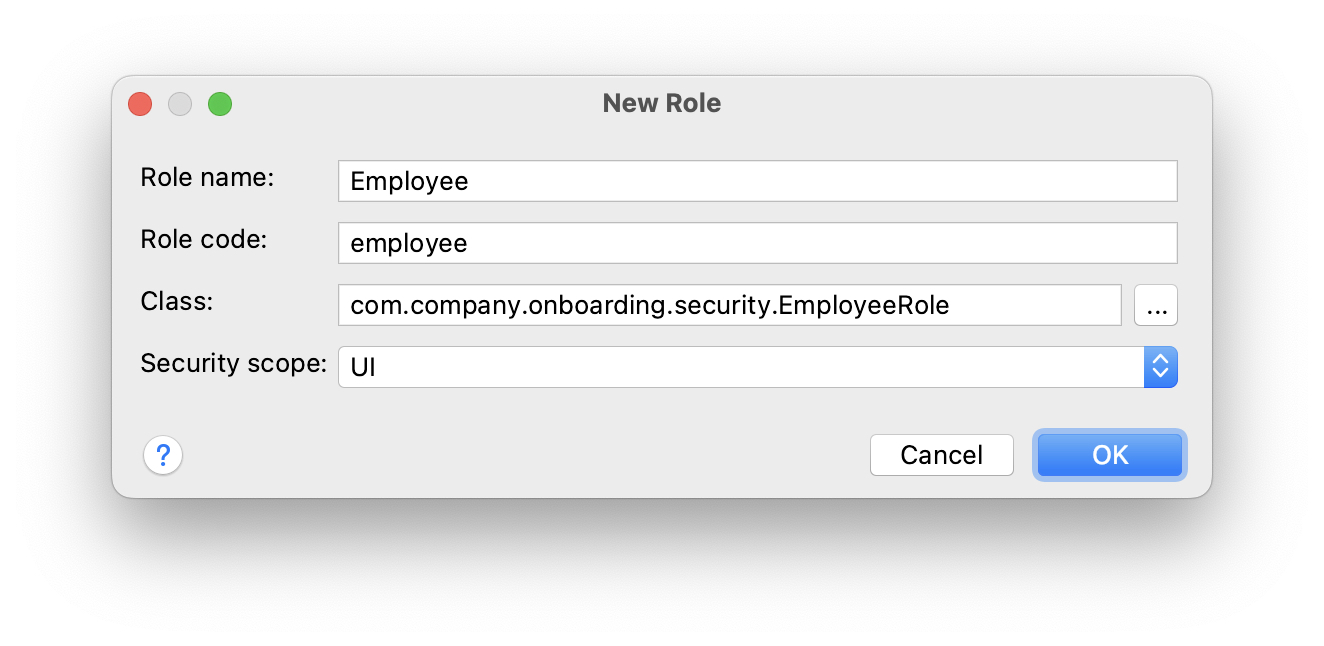 New Role
Role name: Employee
Role code: employee
Class: com.company.onboarding.security.EmployeeRole ...
Security scope: UI
? Cancel OK